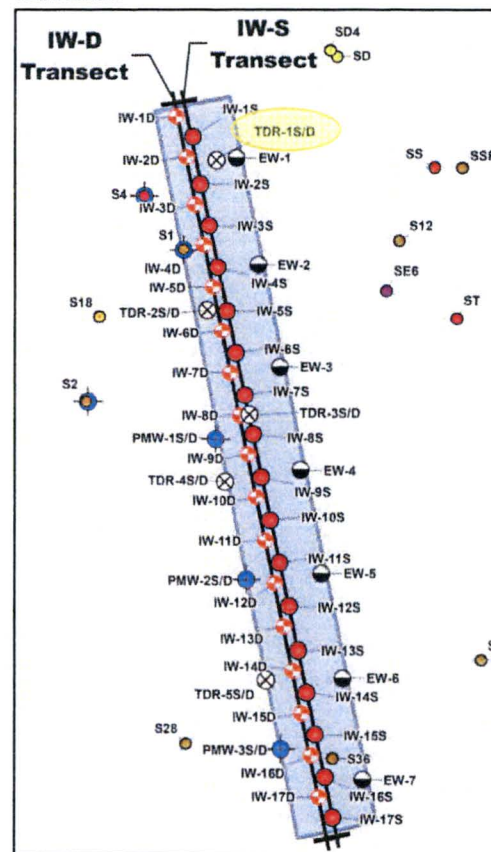 IW-D
Transect
IW-S
Transect
SD4
SD
IW-1S
IW-1D
TDR-1S/D
IW-2D
EW-1
SS
S4
IW-2S
IW-3D
IW-3S
S12
S1
IW-4D
EW-2
IW-4S
IW-5D
SE6
S18
TDR-2S/D
IW-5S
ST
IW-6D
IW-6S
IW-7D
EW-3
S2
IW-7S
IW-8D
TDR-3S/D
PMW-1S/D
IW-8S
IW-9D
EW-4
TDR-4S/D
IW-9S
IW-10D
IW-10S
IW-11D
IW-11S
PMW-2S/D
EW-5
IW-12D
IW-12S
IW-13D
IW-13S
IW-14D
EW-6
TDR-5S/D
IW-14S
IW-15D
S28
IW-15S
PMW-3S/D
S36
IW-16D
EW-7
IW-16S
IW-17D
IW-17S